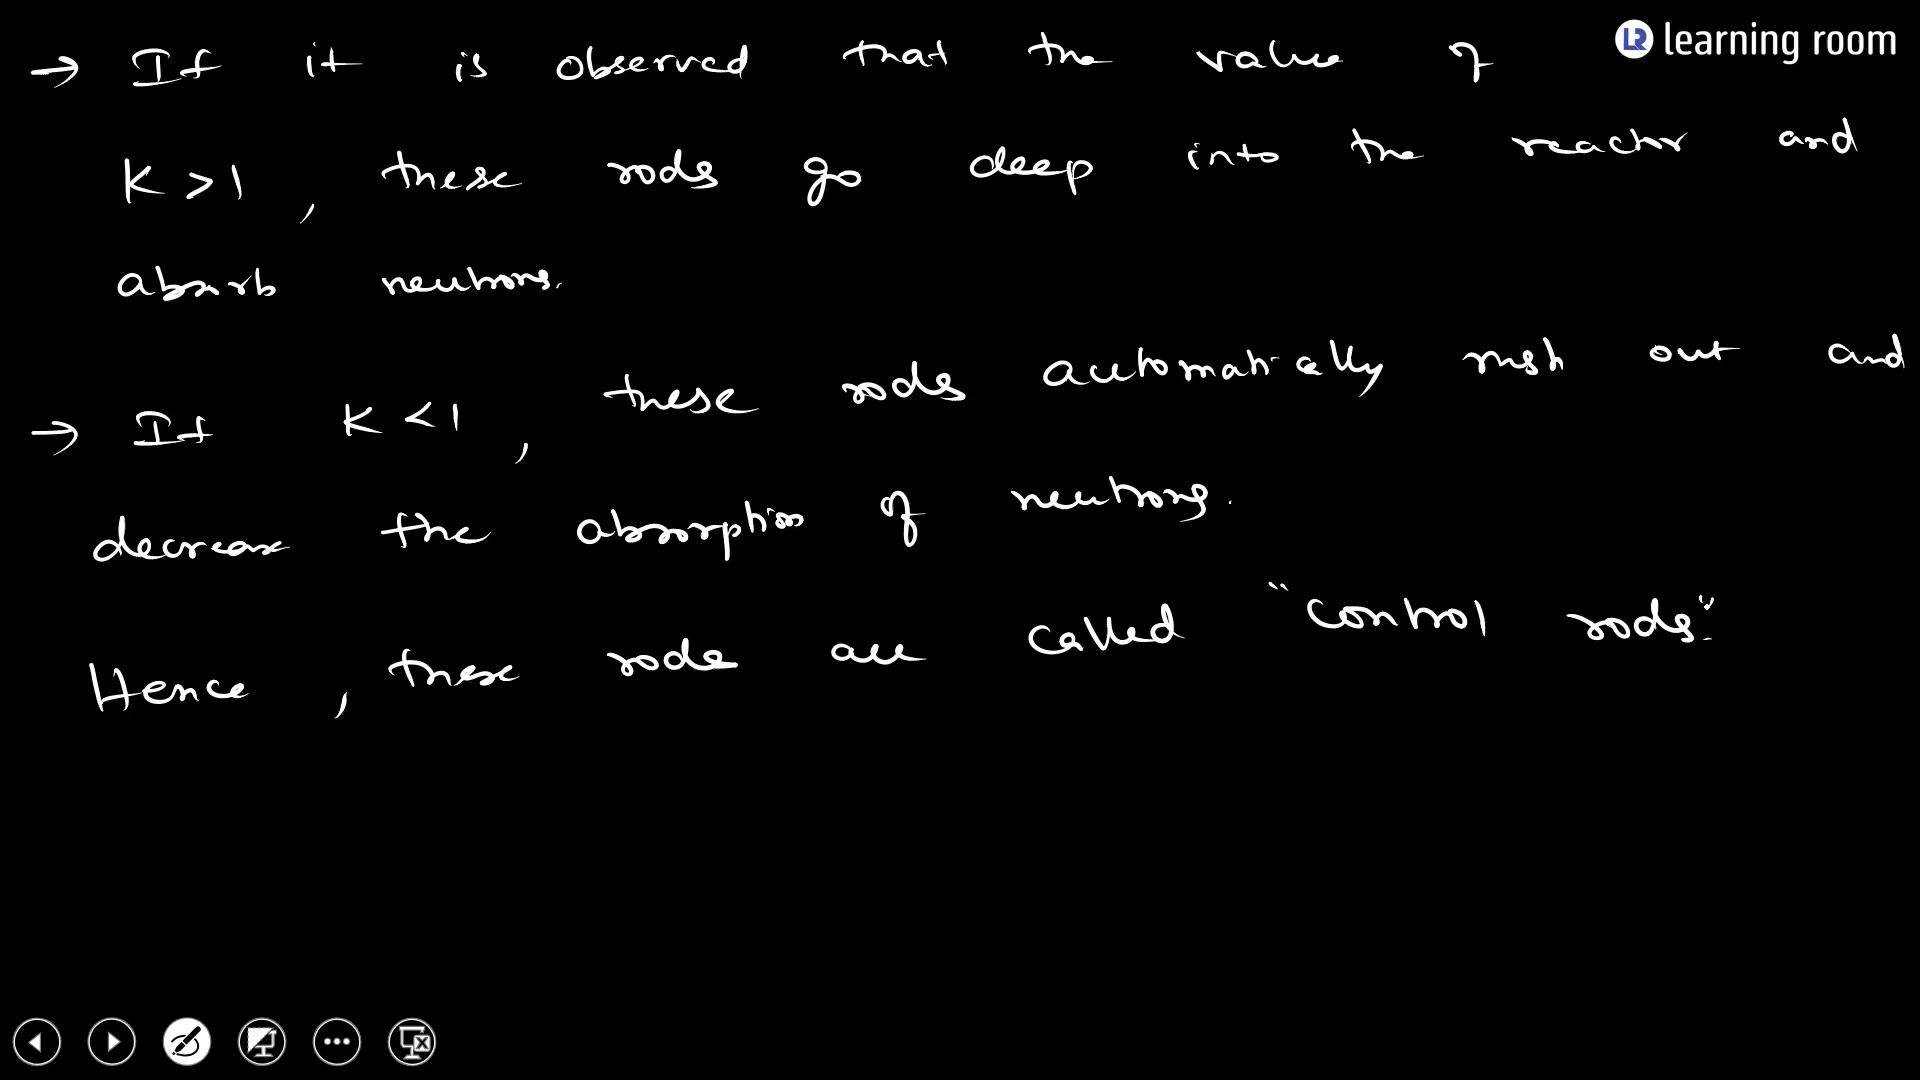 learning room
→ If it is observed that the value of
K > 1, these rods go deep into the reactor and
absorb neutrons.
→ If K < 1, these rods automatically rush out and
decrease the absorption of neutrons.
Hence, these rods are called "control rods".